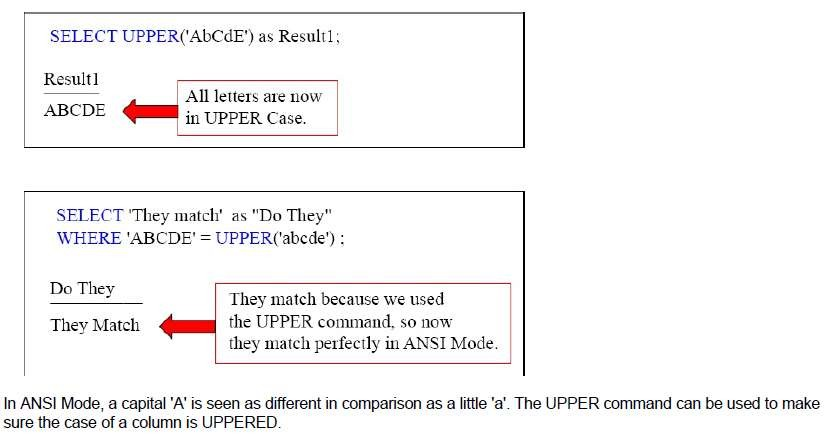 SELECT UPPER('AbCdE') as Result1;
Result1
ABCDE
All letters are now
in UPPER Case.
SELECT 'They match' as "Do They"
WHERE 'ABCDE' = UPPER('abcde') ;
Do They
They Match
They match because we used
the UPPER command, so now
they match perfectly in ANSI Mode.
In ANSI Mode, a capital 'A' is seen as different in comparison as a little 'a'. The UPPER command can be used to make
sure the case of a column is UPPERED.